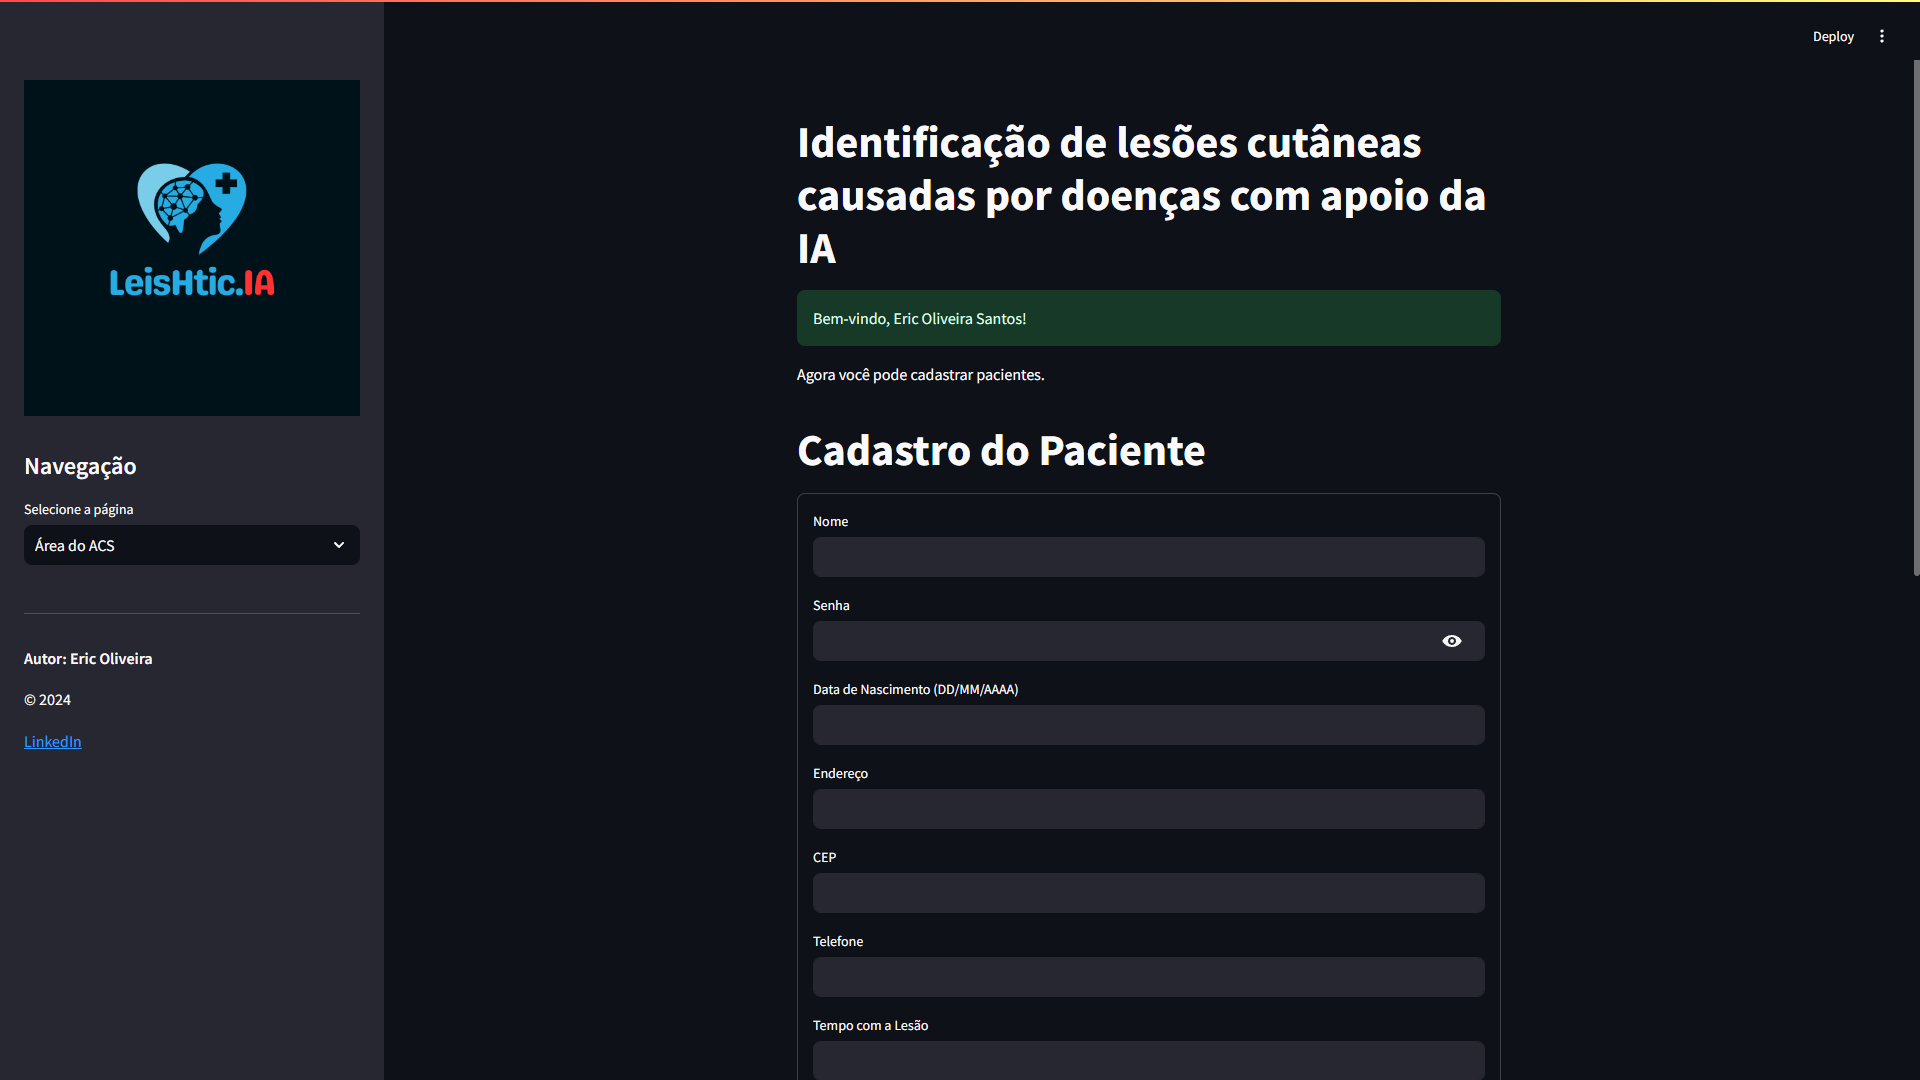 Deploy
LeisHtic.IA
Navegação
Selecione a página
Área do ACS
Autor: Eric Oliveira
© 2024
LinkedIn
Identificação de lesões cutâneas
causadas por doenças com apoio da
IA
Bem-vindo, Eric Oliveira Santos!
Agora você pode cadastrar pacientes.
Cadastro do Paciente
Nome
Senha
Data de Nascimento (DD/MM/AAAA)
Endereço
CEP
Telefone
Tempo com a Lesão